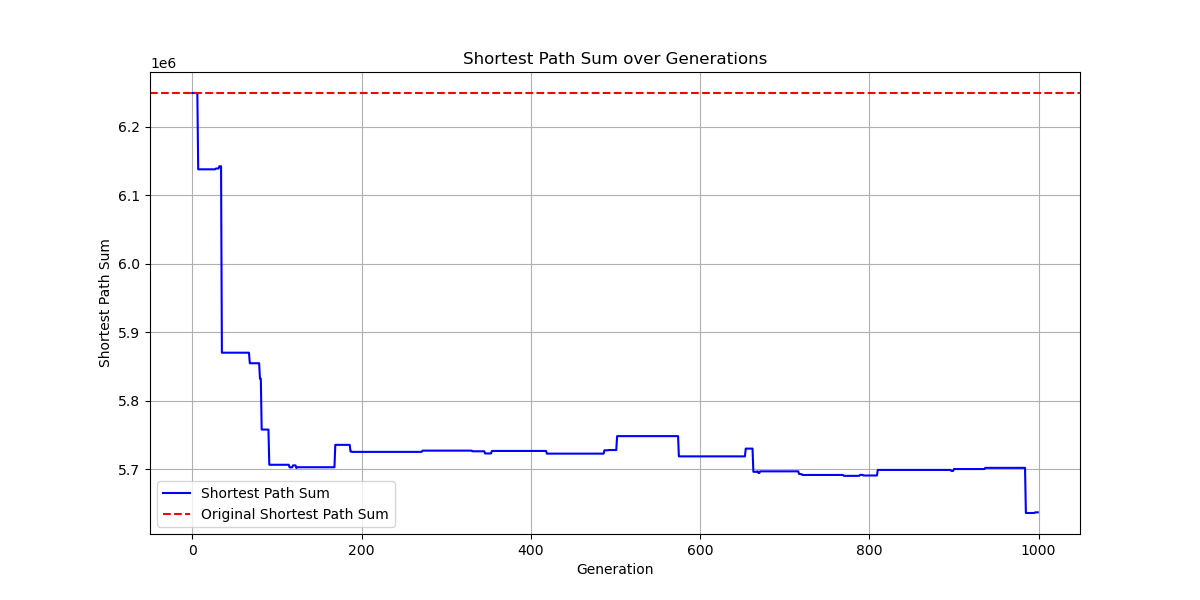 Shortest Path Sum over Generations
1e6
6.2
6.1
6.0
5.9
5.8
5.7
Shortest Path Sum
Shortest Path Sum
Original Shortest Path Sum
0 200 400 600 800 1000
Generation